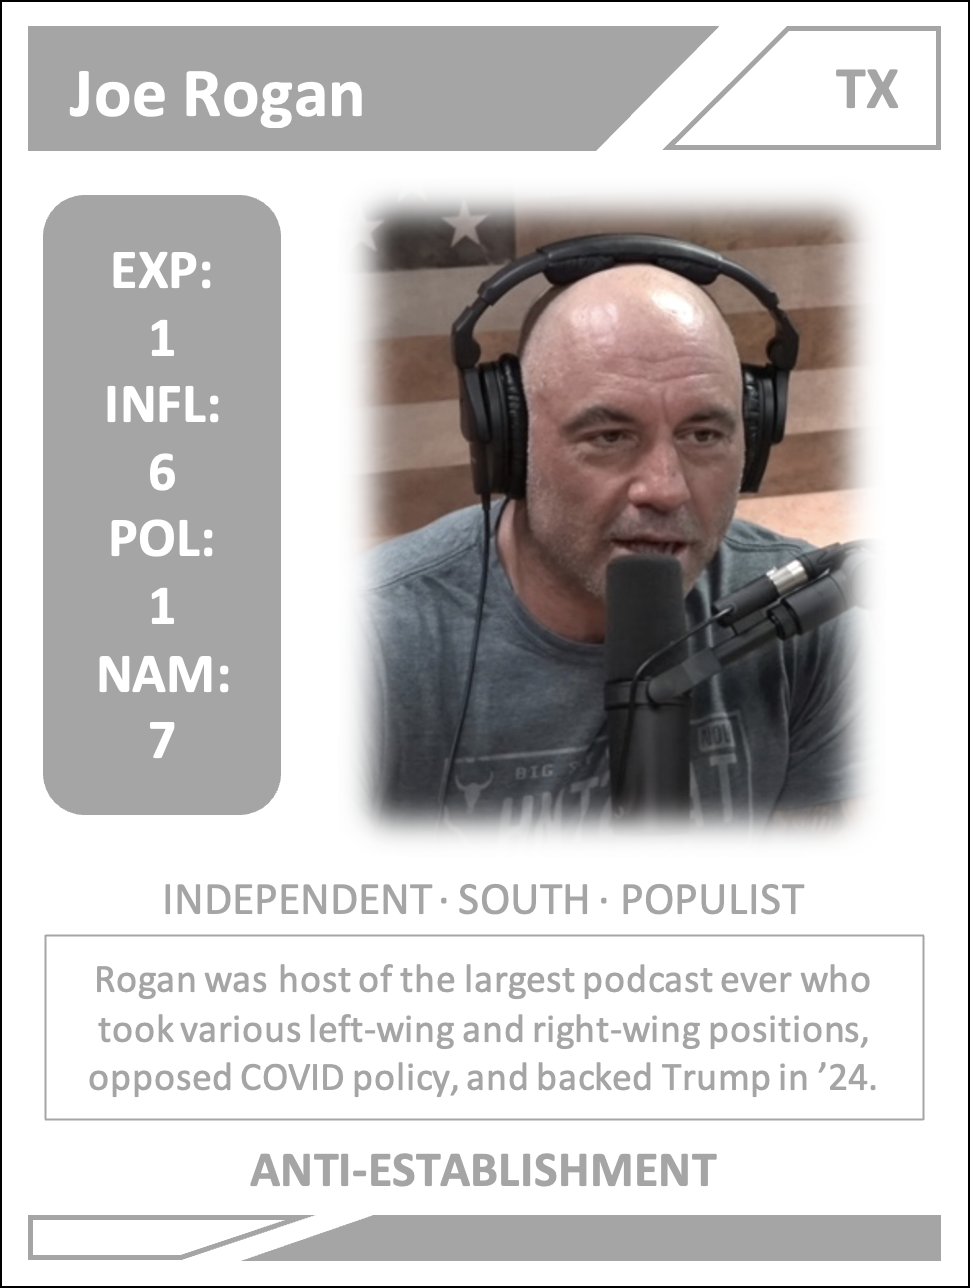 Joe Rogan
TX
EXP:
1
INFL:
6
POL:
1
NAM:
7
BIG
INDEPENDENT · SOUTH · POPULIST
Rogan was host of the largest podcast ever who
took various left-wing and right-wing positions,
opposed COVID policy, and backed Trump in ’24.
ANTI-ESTABLISHMENT